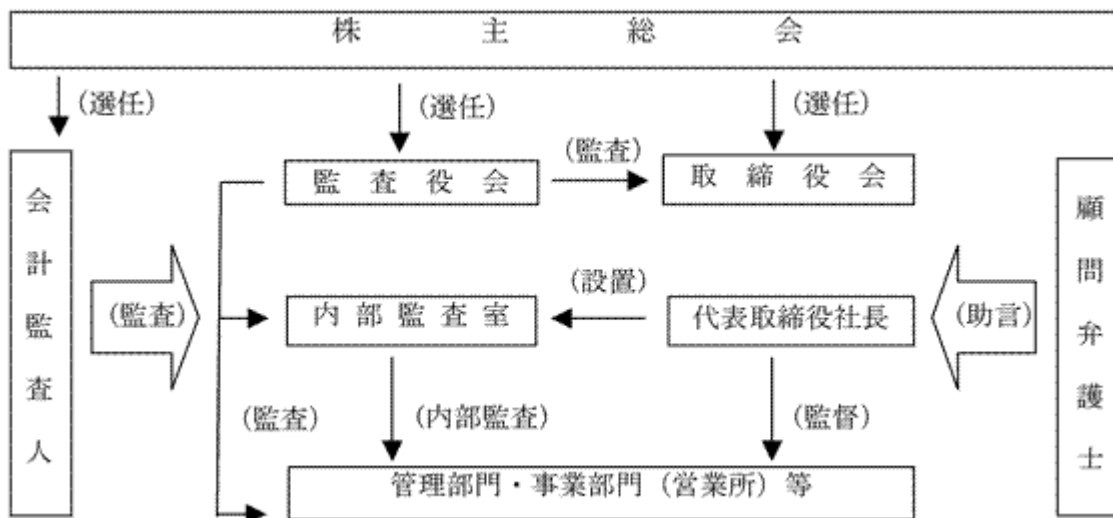 株主総会
(選任)
(選任)
(選任)
(監査)
監査役会
取締役会
会計監査人
顧問弁護士
(設置)
(監査)
内部監査室
代表取締役社長
(助言)
(監査)
(内部監査)
(監督)
管理部門・事業部門（営業所）等